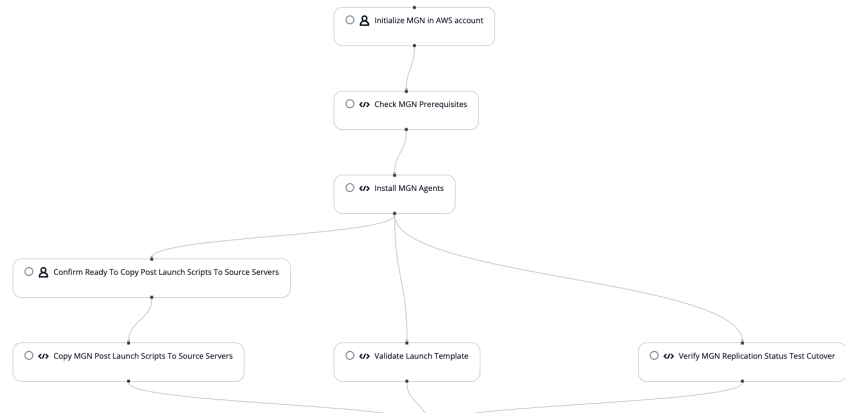 Initialize MGN in AWS account
Check MGN Prerequisites
Install MGN Agents
Confirm Ready To Copy Post Launch Scripts To Source Servers
Copy MGN Post Launch Scripts To Source Servers
Validate Launch Template
Verify MGN Replication Status Test Cutover